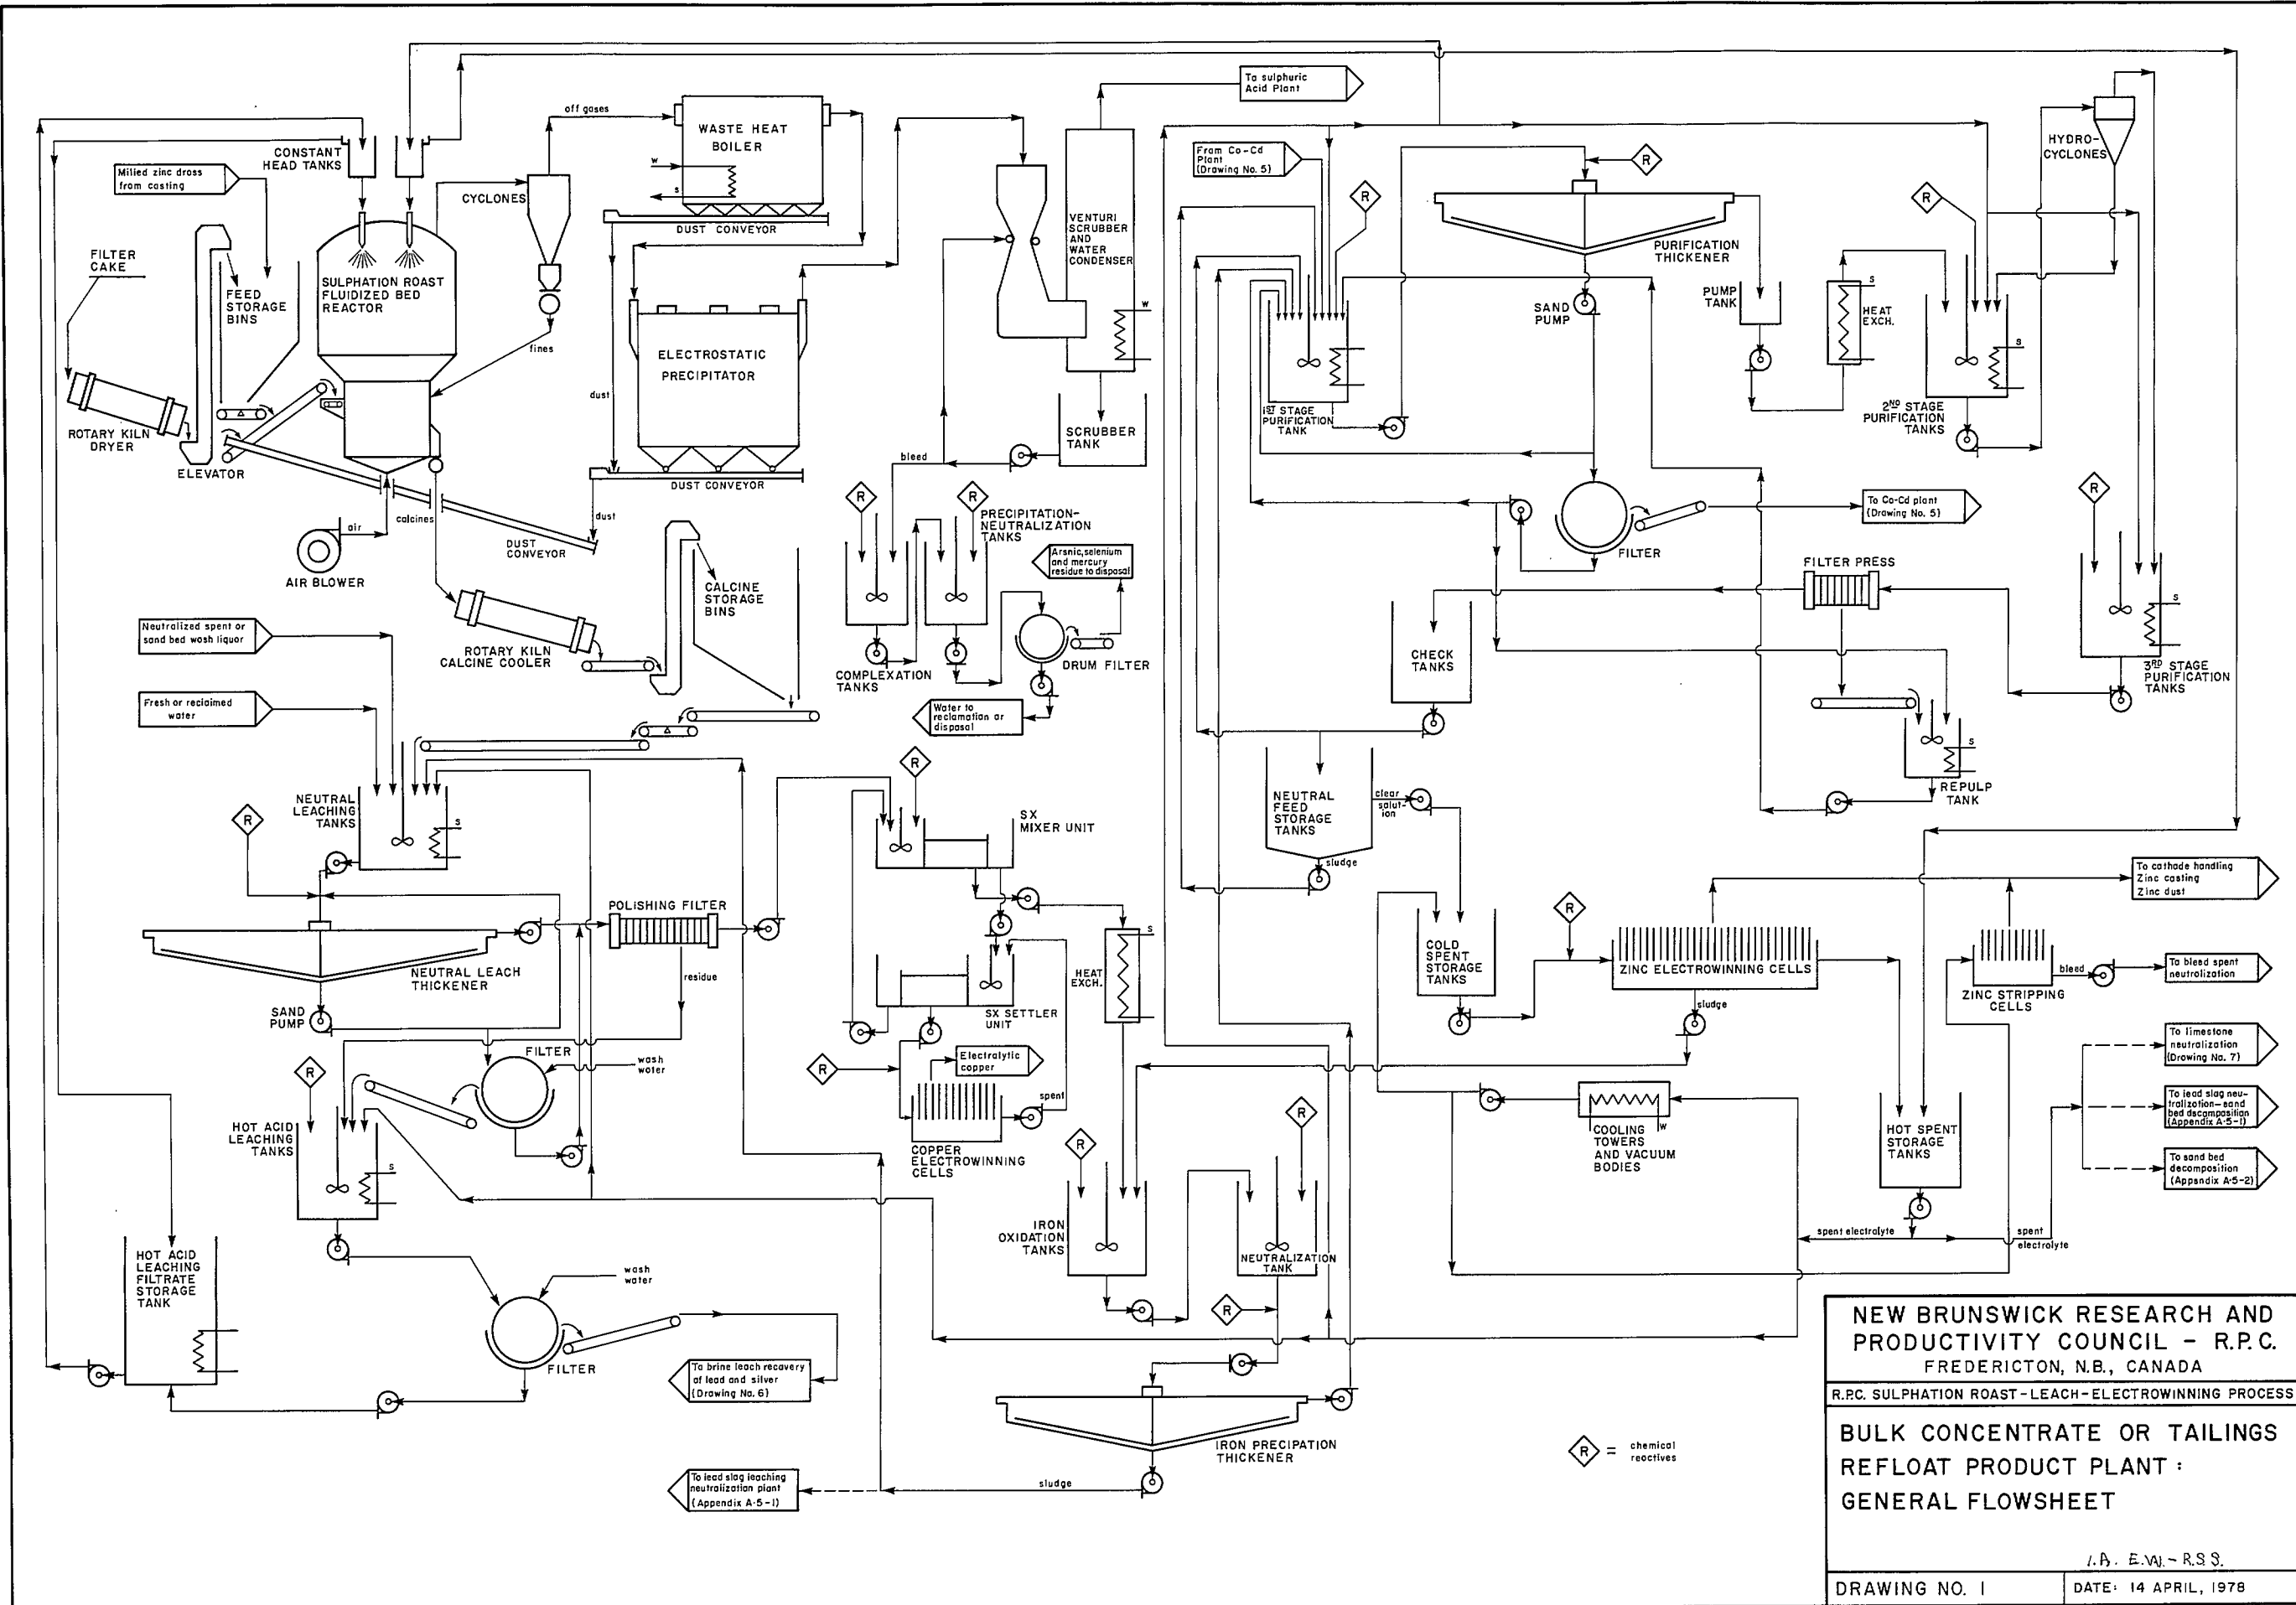 To sulphuric
Acid Plant
off gases
WASTE HEAT
BOILER
W
S
CONSTANT
HEAD TANKS
Milled zinc dross
from casting
CYCLONES
DUST CONVEYOR
FILTER
CAKE
FEED
STORAGE
BINS
SULPHATION ROAST
FLUIDIZED BED
REACTOR
fines
ELECTROSTATIC
PRECIPITATOR
dust
ROTARY KILN
DRYER
ELEVATOR
DUST CONVEYOR
dust
air
calcines
DUST
CONVEYOR
AIR BLOWER
VENTURI
SCRUBBER
AND
WATER
CONDENSER
W
SCRUBBER
TANK
bleed
R
R
PRECIPITATION-
NEUTRALIZATION
TANKS
Arsnic, selenium
and mercury
residue to disposal
CALCINE
STORAGE
BINS
ROTARY KILN
CALCINE COOLER
COMPLEXATION
TANKS
DRUM FILTER
Water to
reclamation or
disposal
Neutralized spent or
sand bed wash liquor
Fresh or reclaimed
water
From Co-Cd
Plant
(Drawing No. 5)
R
R
PURIFICATION
THICKENER
SAND
PUMP
PUMP
TANK
S
HEAT
EXCH.
R
HYDRO-
CYCLONES
S
2ND STAGE
PURIFICATION
TANKS
1ST STAGE
PURIFICATION
TANK
R
To Co-Cd plant
(Drawing No. 5)
FILTER
FILTER PRESS
S
3RD STAGE
PURIFICATION
TANKS
CHECK
TANKS
S
REPULP
TANK
NEUTRAL
FEED
STORAGE
TANKS
clear
salut-
ion
sludge
NEUTRAL
LEACHING
TANKS
R
S
R
SX
MIXER UNIT
POLISHING FILTER
NEUTRAL LEACH
THICKENER
residue
SAND
PUMP
SX SETTLER
UNIT
HEAT
EXCH.
S
FILTER
wash
water
R
R
Electrolytic
copper
spent
COPPER
ELECTROWINNING
CELLS
HOT ACID
LEACHING
TANKS
S
COLD
SPENT
STORAGE
TANKS
R
ZINC ELECTROWINNING CELLS
sludge
ZINC STRIPPING
CELLS
bleed
To cathode handling
Zinc casting
Zinc dust
To bleed spent
neutralization
To limestone
neutralization
(Drawing No. 7)
To lead slag neu-
tralization-sand
bed decomposition
(Appendix A-5-1)
To sand bed
decomposition
(Appendix A-5-2)
COOLING
TOWERS
AND VACUUM
BODIES
W
HOT SPENT
STORAGE
TANKS
spent electrolyte
spent
electrolyte
R
R
IRON
OXIDATION
TANKS
NEUTRALIZATION
TANK
R
HOT ACID
LEACHING
FILTRATE
STORAGE
TANK
wash
water
FILTER
To brine leach recovery
of lead and silver
(Drawing No. 6)
IRON PRECIPATION
THICKENER
To lead slag leaching
neutralization plant
(Appendix A-5-1)
sludge
R = chemical
reactives
NEW BRUNSWICK RESEARCH AND
PRODUCTIVITY COUNCIL - R.P.C.
FREDERICTON, N.B., CANADA
R.P.C. SULPHATION ROAST-LEACH-ELECTROWINNING PROCESS
BULK CONCENTRATE OR TAILINGS
REFLOAT PRODUCT PLANT:
GENERAL FLOWSHEET
E.W. - R.S.S.
DRAWING NO. 1
DATE: 14 APRIL, 1978